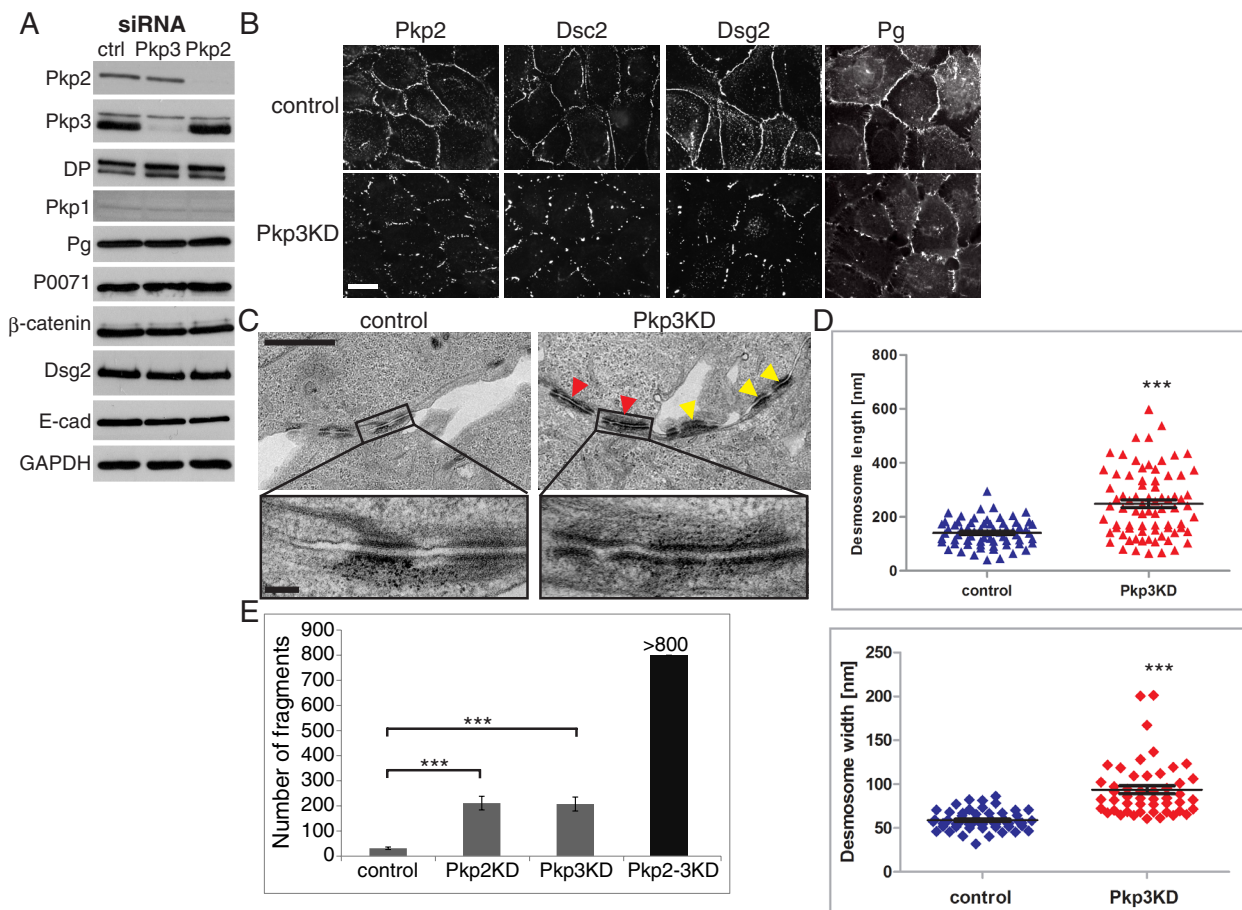 A
siRNA
ctrl Pkp3 Pkp2
Pkp2
Pkp3
DP
Pkp1
Pg
P0071
β-catenin
Dsg2
E-cad
GAPDH
B
Pkp2 Dsc2 Dsg2 Pg
control
Pkp3KD
C
control Pkp3KD
D
Desmosome length [nm]
800
600
400
200
0
***
control Pkp3KD
Desmosome width [nm]
250
200
150
100
50
0
***
control Pkp3KD
E
Number of fragments
900
800
700
600
500
400
300
200
100
0
>800
***
***
control Pkp2KD Pkp3KD Pkp2-3KD